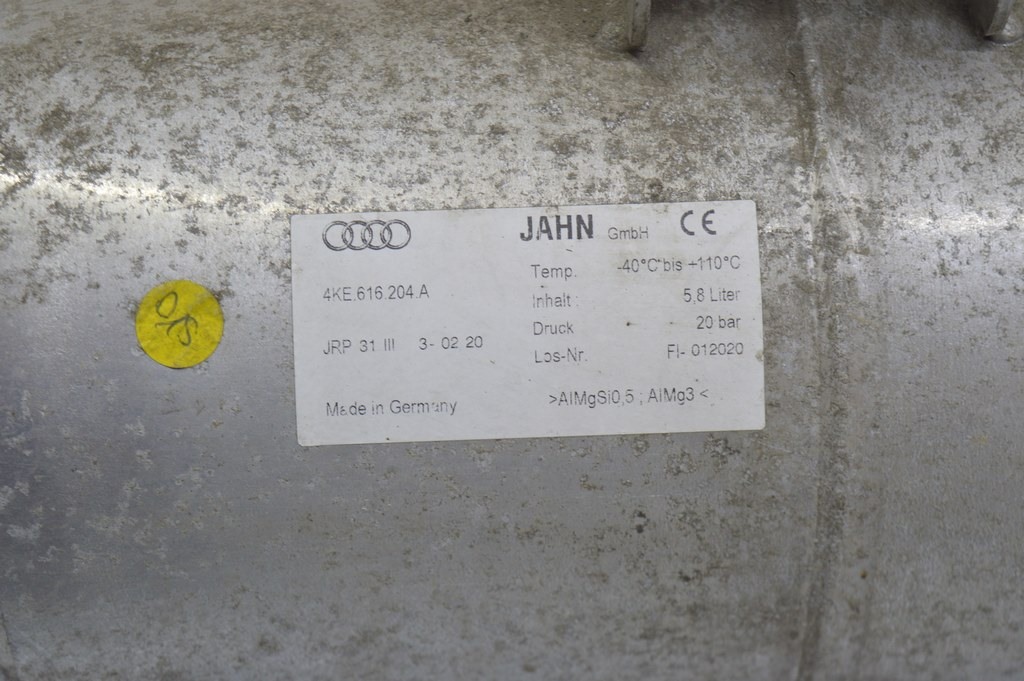 JAHN GmbH CE
4KE.616.204.A
JRP 31 III 3- 02 20
Made in Germany
Temp. -40°C bis +110°C
Inhalt : 5,8 Liter
Druck 20 bar
Los-Nr. FI- 012020
>AlMgSi0,5 ; AlMg3 <